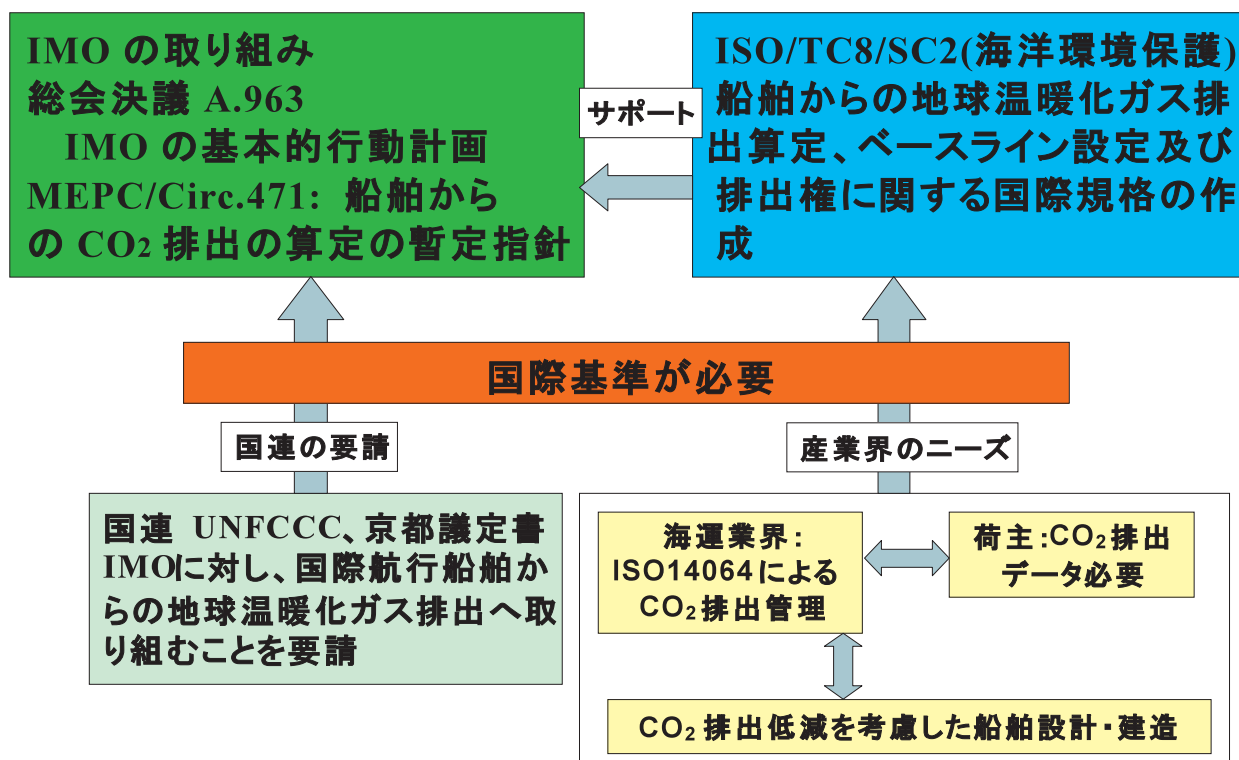 IMO の取り組み
総会決議 A.963
IMO の基本的行動計画
MEPC/Circ.471: 船舶から
の CO2 排出の算定の暫定指針
サポート
ISO/TC8/SC2(海洋環境保護)
船舶からの地球温暖化ガス排
出算定、ベースライン設定及び
排出権に関する国際規格の作
成
国際基準が必要
国連の要請
産業界のニーズ
国連 UNFCCC、京都議定書
IMOに対し、国際航行船舶か
らの地球温暖化ガス排出へ取
り組むことを要請
海運業界:
ISO14064による
CO2排出管理
荷主:CO2排出
データ必要
CO2 排出低減を考慮した船舶設計・建造